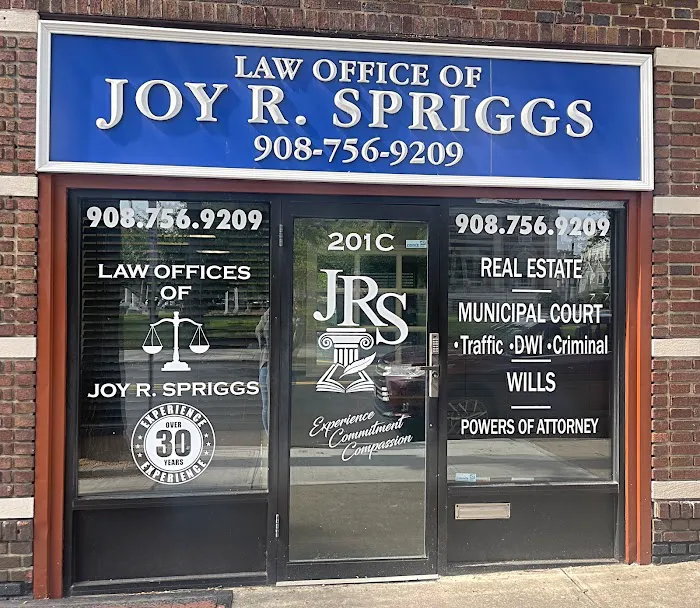 LAW OFFICE OF
JOY R. SPRIGGS
908-756-9209
908.756.9209
LAW OFFICES
OF
JOY R. SPRIGGS
EXPERIENCE
OVER
30
YEARS
EXPERIENCE
201C
JRS
Experience
Commitment
Compassion
908.756.9209
REAL ESTATE
MUNICIPAL COURT
•Traffic •DWI •Criminal
WILLS
POWERS OF ATTORNEY